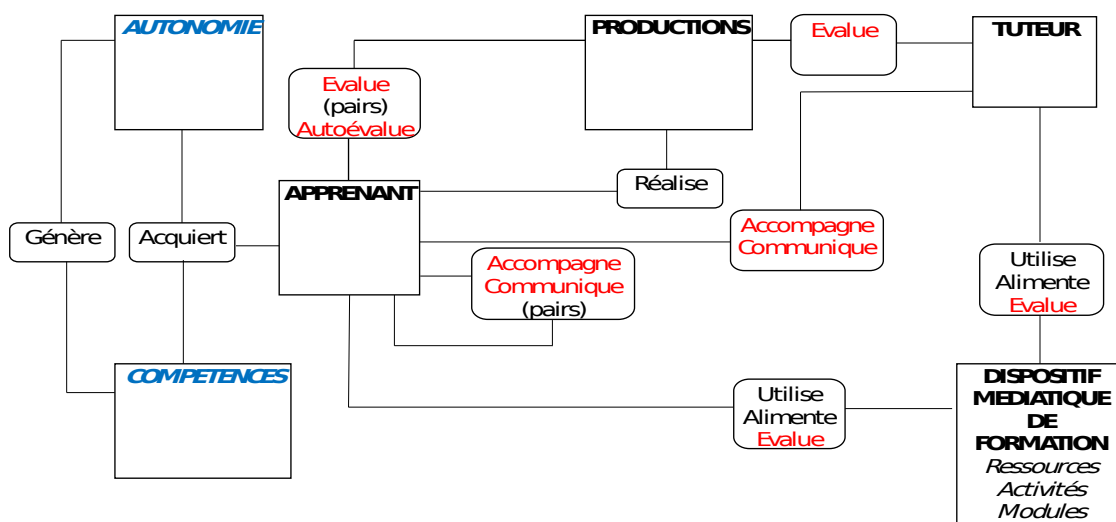 AUTONOMIE
PRODUCTIONS
Evalue
TUTEUR
Evalue
(pairs)
Autoévalue
APPRENANT
Réalise
Génère
Acquiert
Accompagne
Communique
Accompagne
Communique
(pairs)
Utilise
Alimente
Evalue
COMPETENCES
Utilise
Alimente
Evalue
DISPOSITIF
MEDIATIQUE
DE
FORMATION
Ressources
Activités
Modules